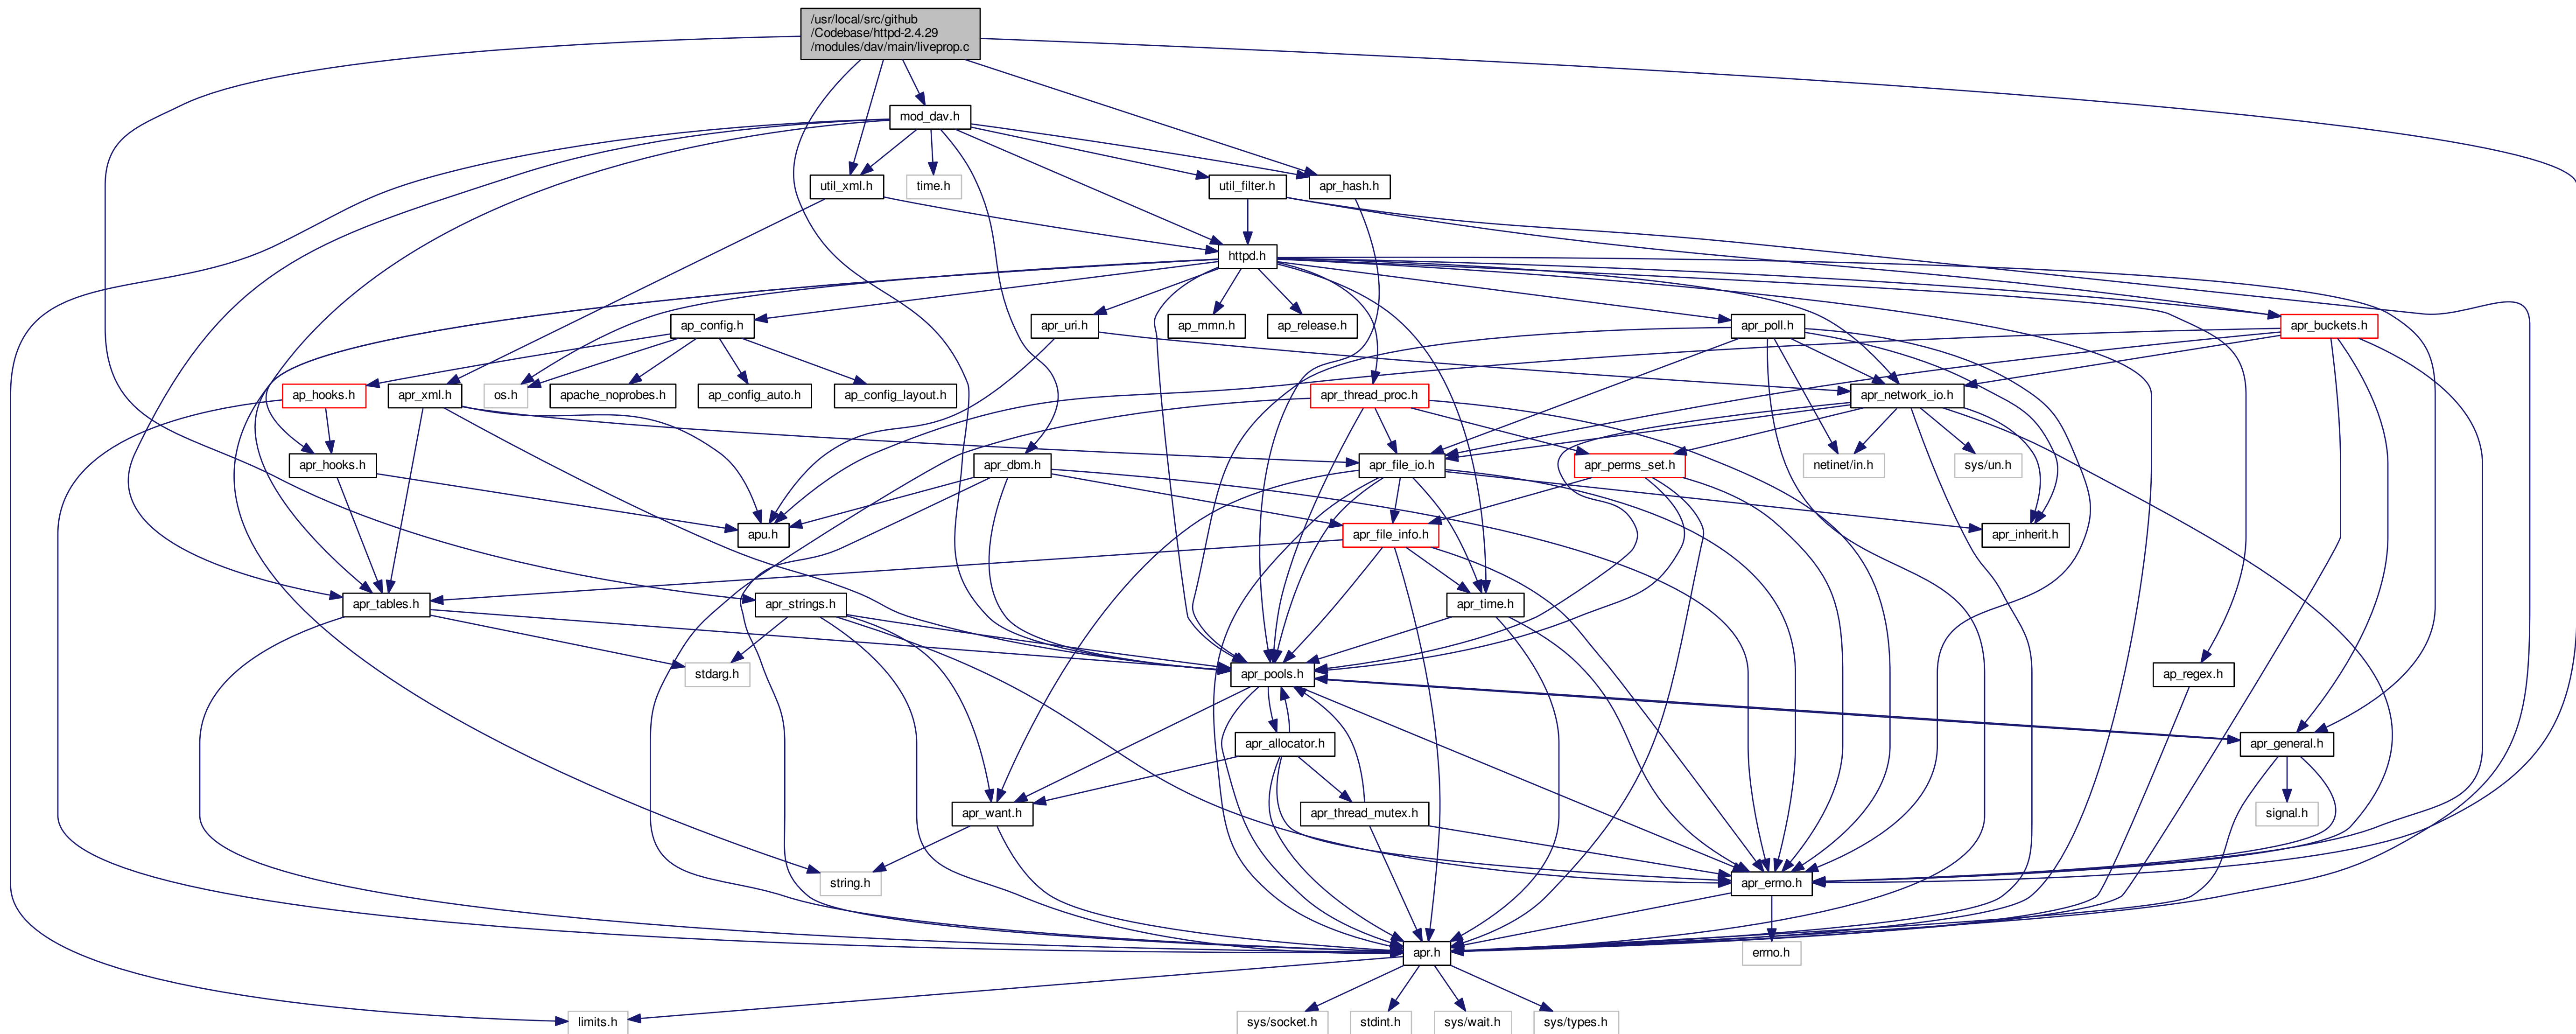 /usr/local/src/github
/Codebase/httpd-2.4.29
/modules/dav/main/liveprop.c
mod_dav.h
util_xml.h
time.h
util_filter.h
apr_hash.h
httpd.h
ap_config.h
apr_uri.h
ap_mmn.h
ap_release.h
apr_poll.h
apr_buckets.h
ap_hooks.h
apr_xml.h
os.h
apache_noprobes.h
ap_config_auto.h
ap_config_layout.h
apr_thread_proc.h
apr_network_io.h
apr_hooks.h
apr_dbm.h
apr_file_io.h
apr_perms_set.h
netinet/in.h
sys/un.h
apu.h
apr_file_info.h
apr_inherit.h
apr_tables.h
apr_strings.h
apr_time.h
stdarg.h
apr_pools.h
ap_regex.h
apr_allocator.h
apr_general.h
apr_want.h
apr_thread_mutex.h
signal.h
string.h
apr_errno.h
apr.h
errno.h
limits.h
sys/socket.h
stdint.h
sys/wait.h
sys/types.h